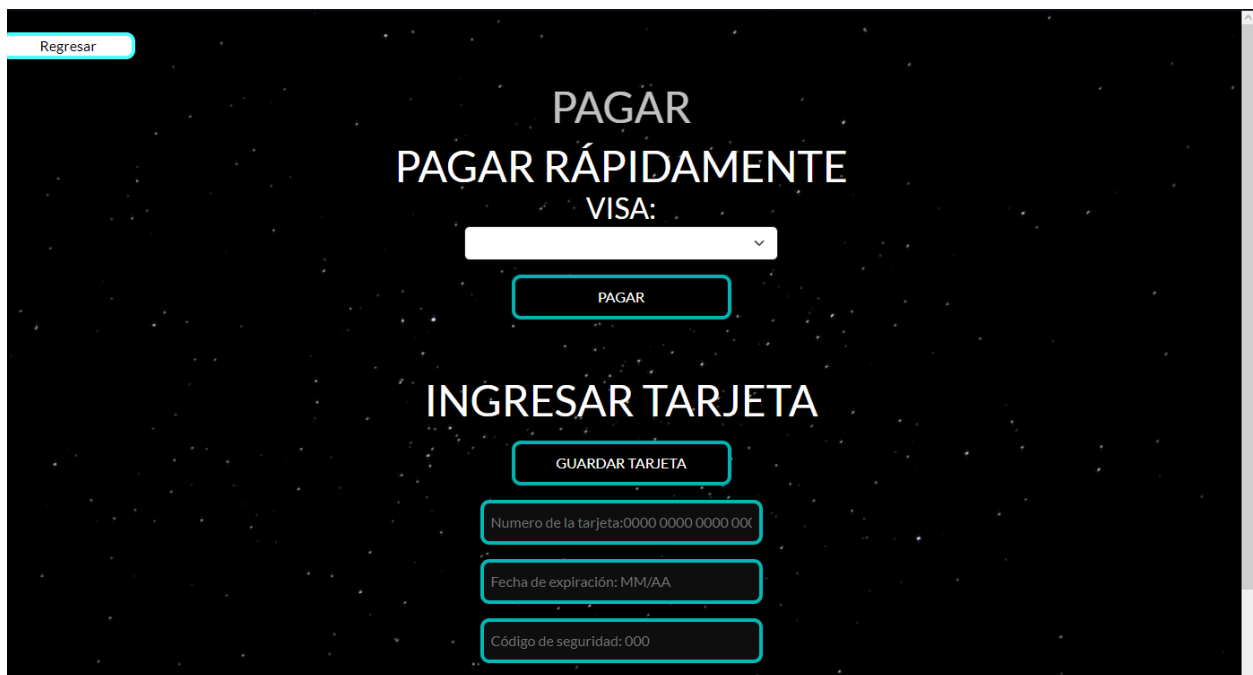 Regresar
PAGAR
PAGAR RÁPIDAMENTE
VISA:
PAGAR
INGRESAR TARJETA
GUARDAR TARJETA
Numero de la tarjeta:0000 0000 0000 000
Fecha de expiración: MM/AA
Código de seguridad: 000